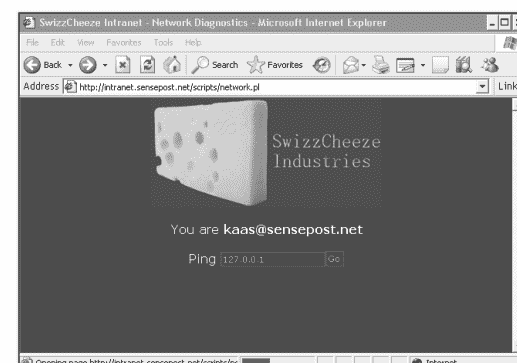 SwizzCheeze Intranet - Network Diagnostics - Microsoft Internet Explorer
File Edit View Favorites Tools Help
Back Search Favorites
Address http://intranet.sensepost.net/scripts/network.pl Link
SwizzCheeze
Industries
You are kaas@sensepost.net
Ping 127.0.0.1 Go
Opening page http://intranet.sensepost.net/scripts/ Internet